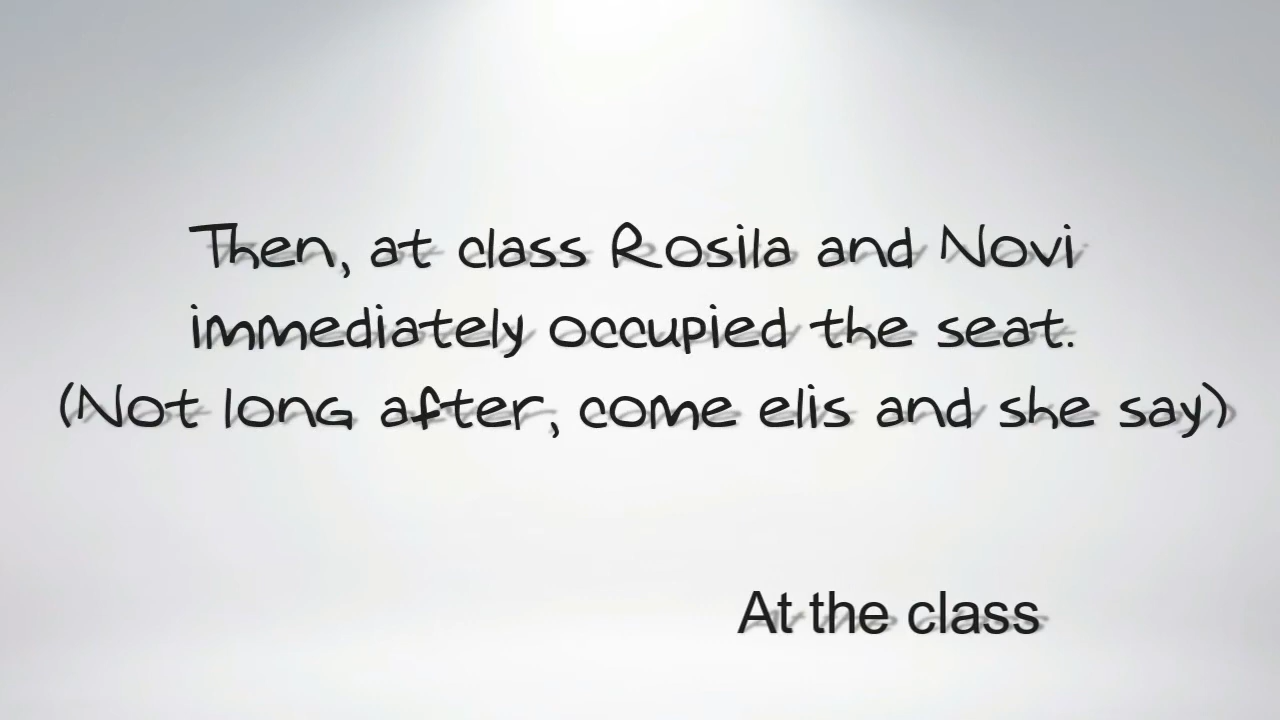 Then, at class Rosila and Novi
immediately occupied the seat.
(Not long after, come elis and she say)
At the class